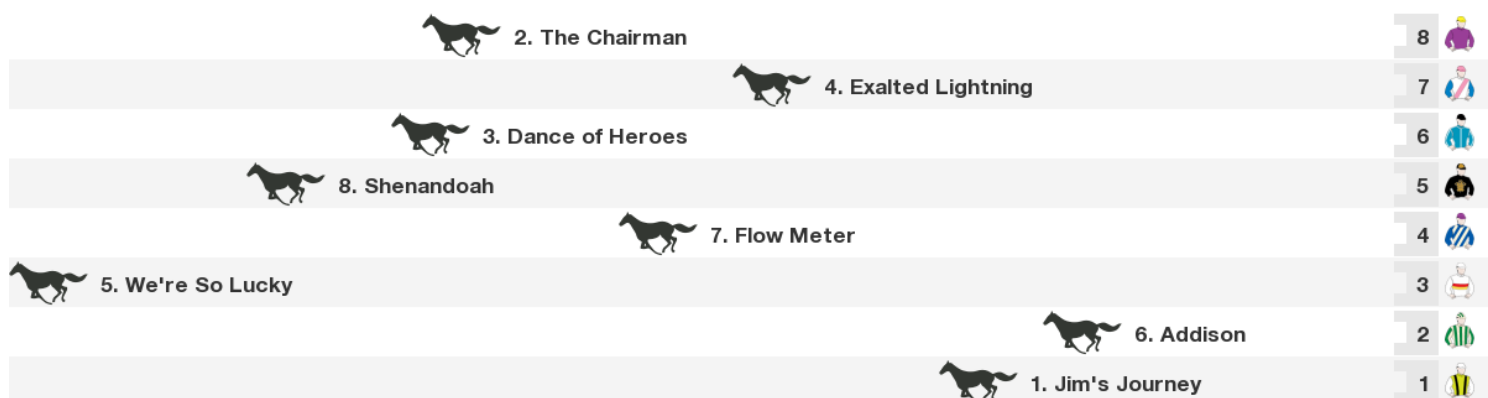 2. The Chairman 8
4. Exalted Lightning 7
3. Dance of Heroes 6
8. Shenandoah 5
7. Flow Meter 4
5. We're So Lucky 3
6. Addison 2
1. Jim's Journey 1